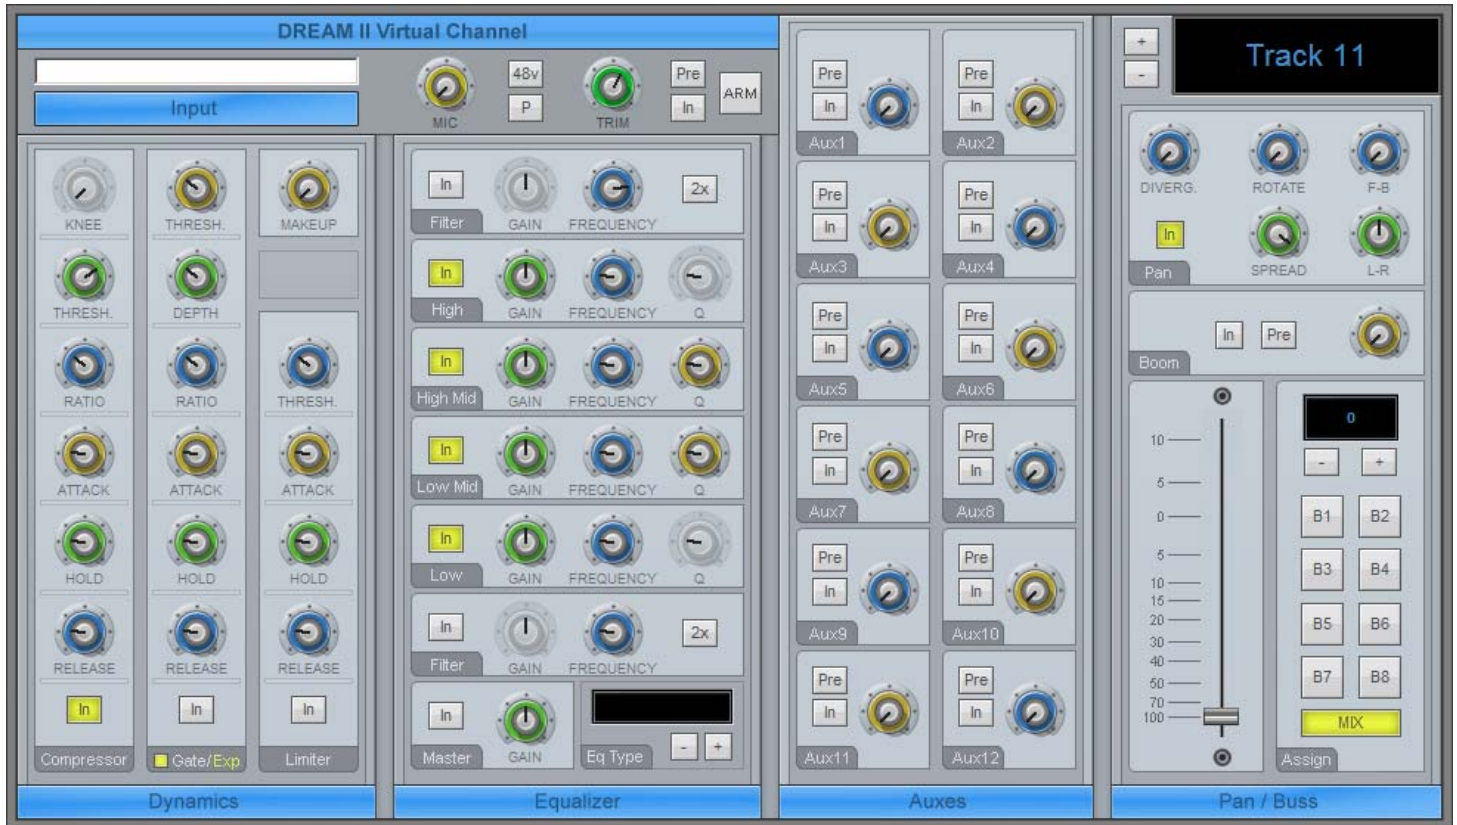 DREAM II Virtual Channel
Input
MIC
48v
P
TRIM
Pre
In
ARM
KNEE
THRESH.
MAKEUP
THRESH.
DEPTH
RATIO
RATIO
THRESH.
ATTACK
ATTACK
ATTACK
HOLD
HOLD
HOLD
RELEASE
RELEASE
RELEASE
In
In
In
Compressor
Gate/Exp
Limiter
Dynamics
In
2x
Filter
GAIN
FREQUENCY
In
High
GAIN
FREQUENCY
Q
In
High Mid
GAIN
FREQUENCY
Q
In
Low Mid
GAIN
FREQUENCY
Q
In
Low
GAIN
FREQUENCY
Q
In
2x
Filter
GAIN
FREQUENCY
In
Master
GAIN
Eq Type
-
+
Equalizer
Pre
In
Aux1
Pre
In
Aux2
Pre
In
Aux3
Pre
In
Aux4
Pre
In
Aux5
Pre
In
Aux6
Pre
In
Aux7
Pre
In
Aux8
Pre
In
Aux9
Pre
In
Aux10
Pre
In
Aux11
Pre
In
Aux12
Auxes
+
-
Track 11
DIVERG.
ROTATE
F-B
In
Pan
SPREAD
L-R
In
Pre
Boom
10
5
0
5
10
15
20
30
40
50
70
100
0
-
+
B1
B2
B3
B4
B5
B6
B7
B8
MIX
Assign
Pan / Buss